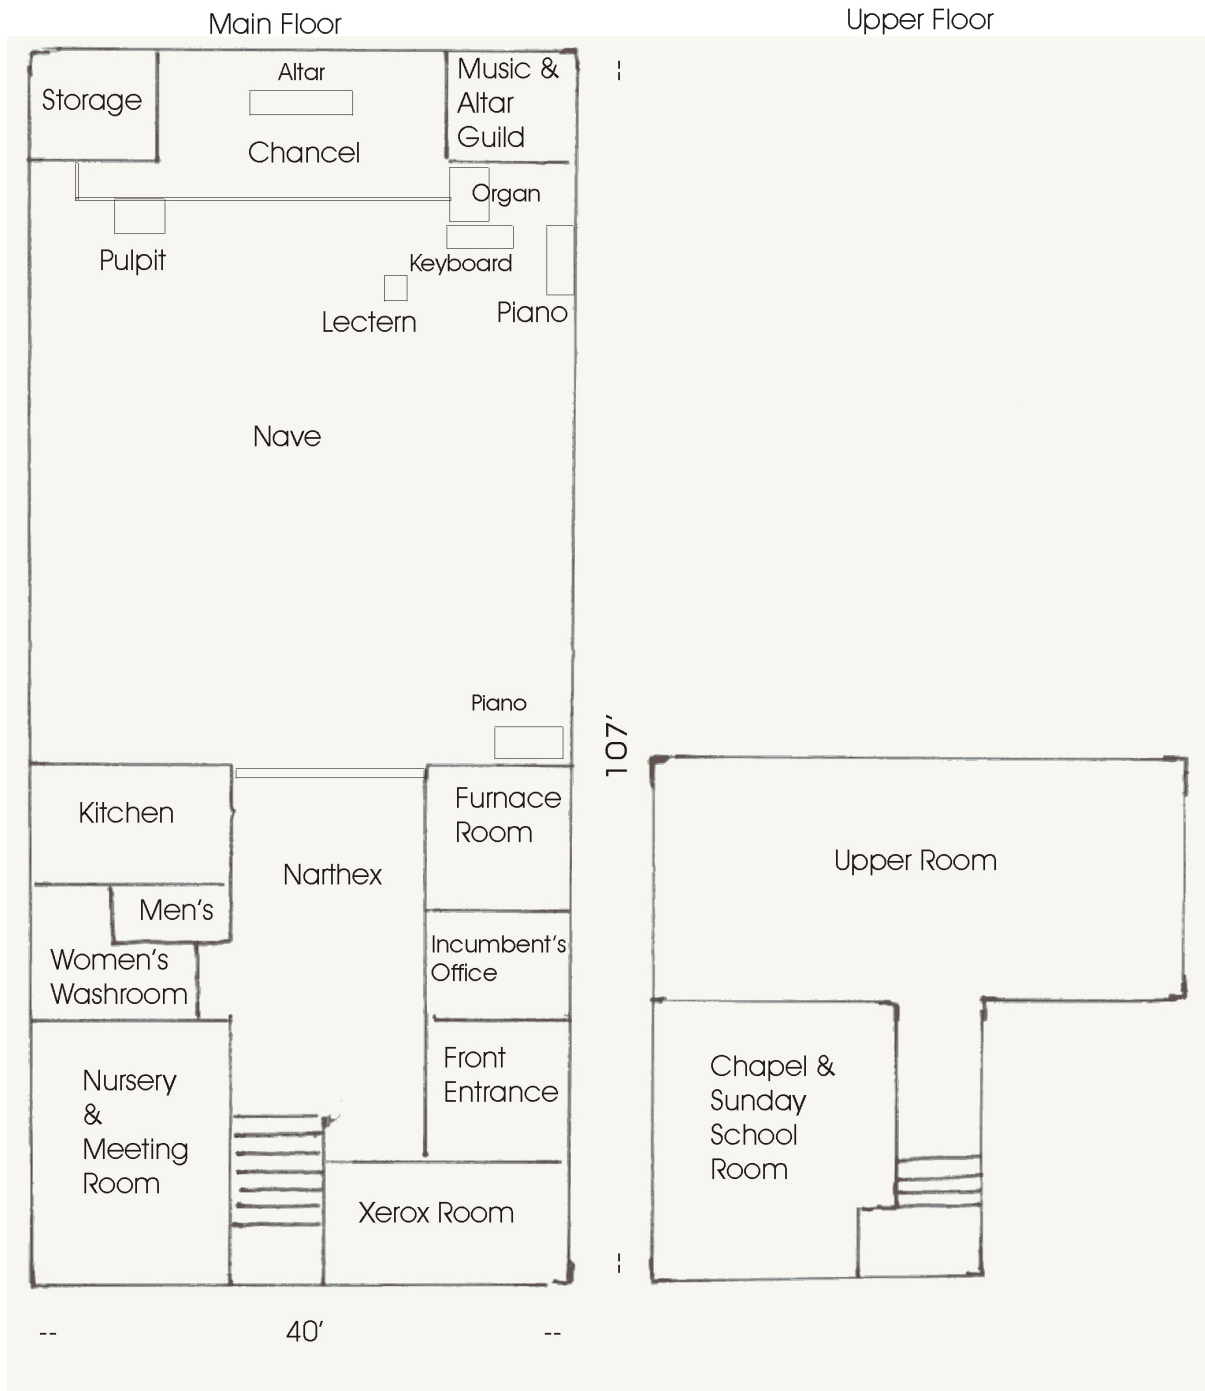 Main Floor
Upper Floor
Storage
Altar
Music &
Altar
Guild
Chancel
Organ
Pulpit
Keyboard
Lectern
Piano
Nave
Piano
107'
Kitchen
Furnace
Room
Narthex
Upper Room
Men's
Incumbent's
Office
Women's
Washroom
Nursery
&
Meeting
Room
Front
Entrance
Chapel &
Sunday
School
Room
Xerox Room
40'